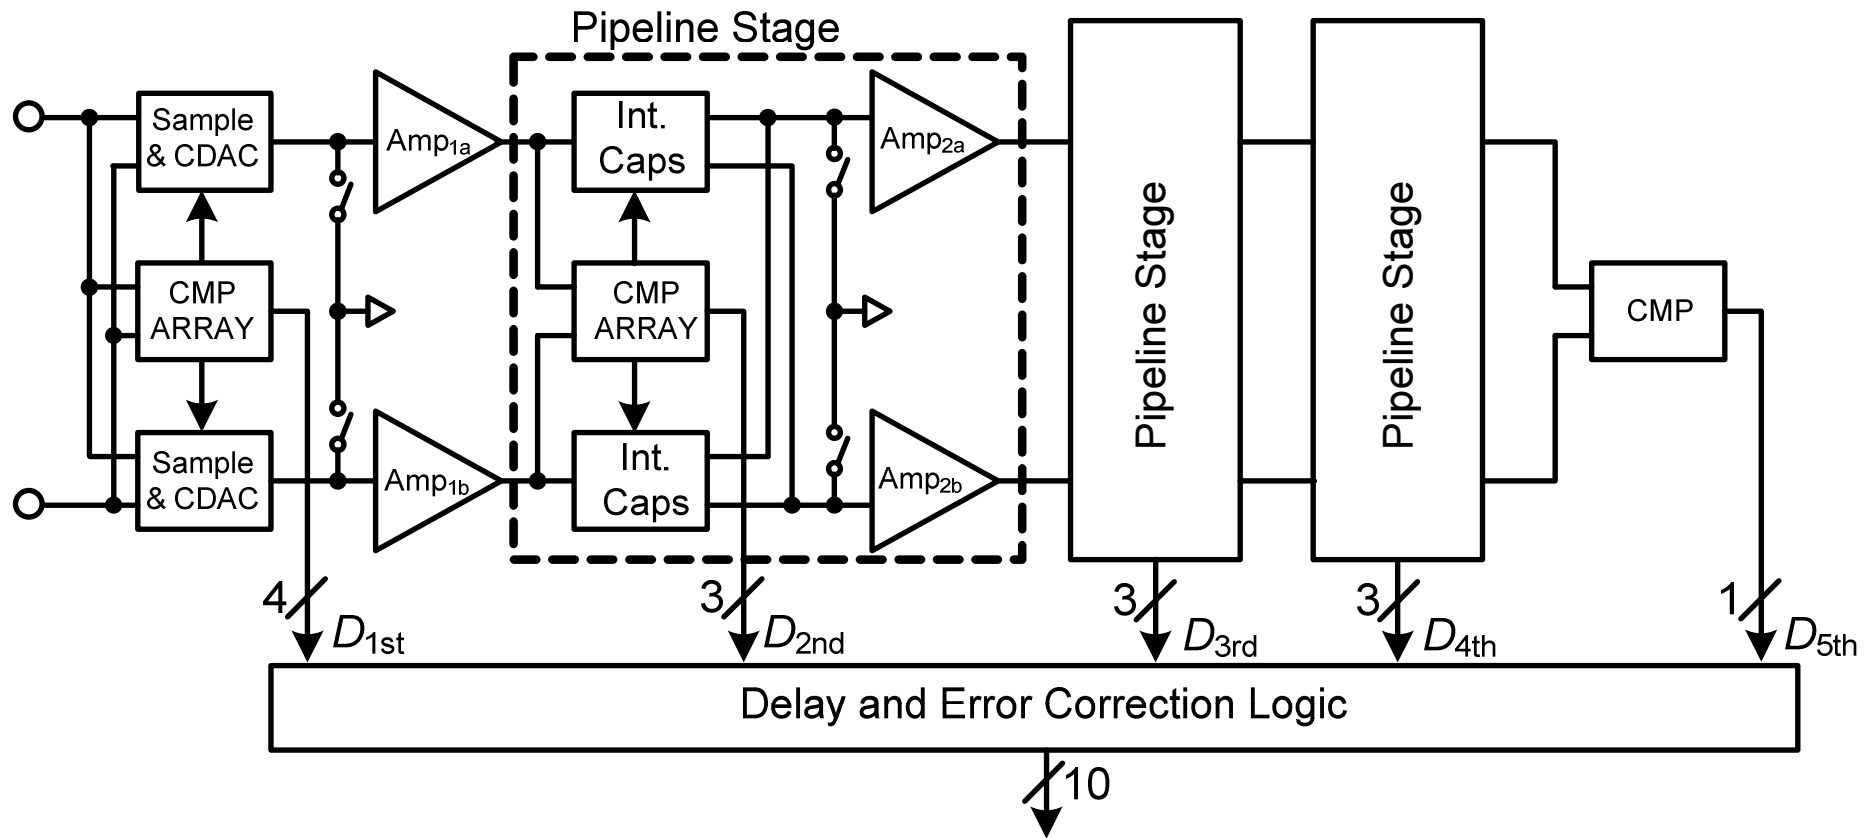 Pipeline Stage
Sample
& CDAC
Amp1a
Int.
Caps
Amp2a
CMP
ARRAY
CMP
ARRAY
Pipeline Stage
Pipeline Stage
CMP
Sample
& CDAC
Amp1b
Int.
Caps
Amp2b
4
D1st
3
D2nd
3
D3rd
3
D4th
1
D5th
Delay and Error Correction Logic
10